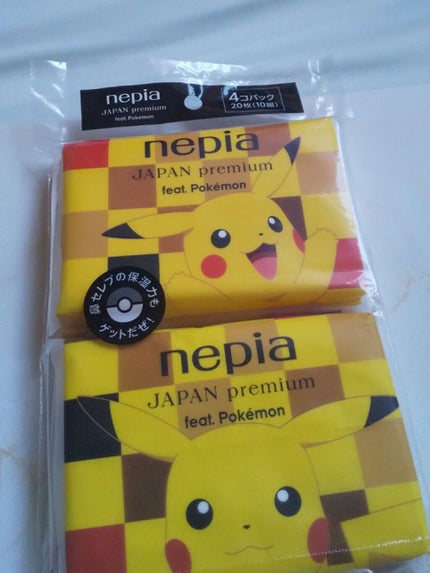 nepia
JAPAN premium
feat. Pokémon
4コパック
20枚(10組)
nepia
JAPAN premium
feat. Pokémon
鼻セレブの保湿力も
ゲットだぜ!
nepia
JAPAN premium
feat. Pokémon